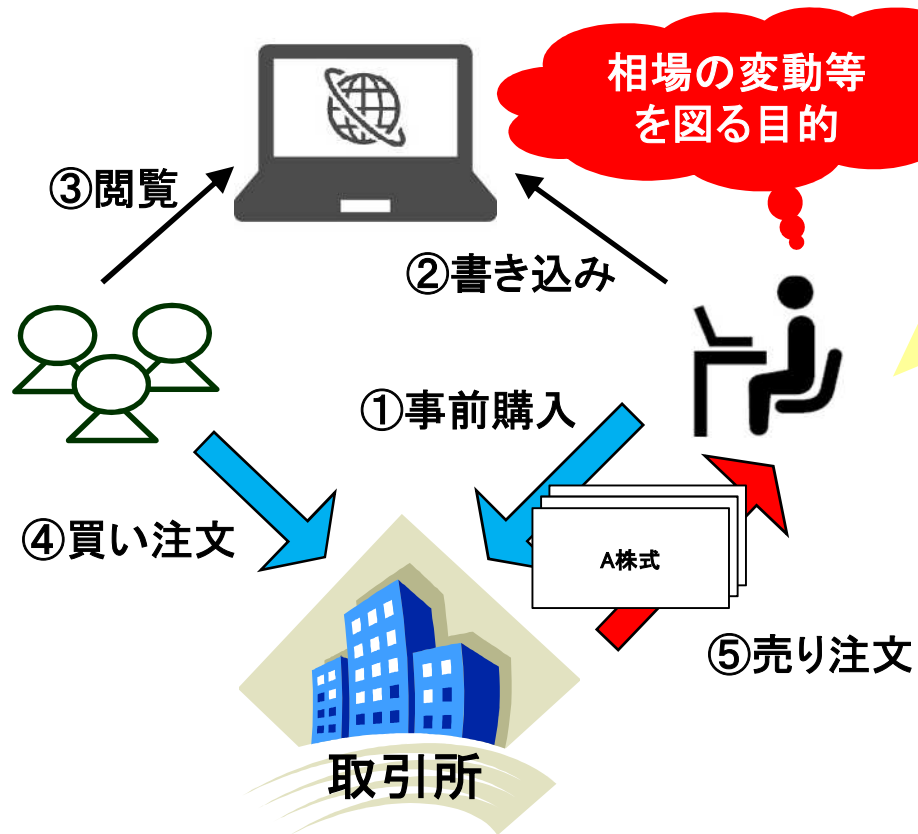 相場の変動等
を図る目的
③閲覧
②書き込み
①事前購入
④買い注文
A株式
⑤売り注文
取引所